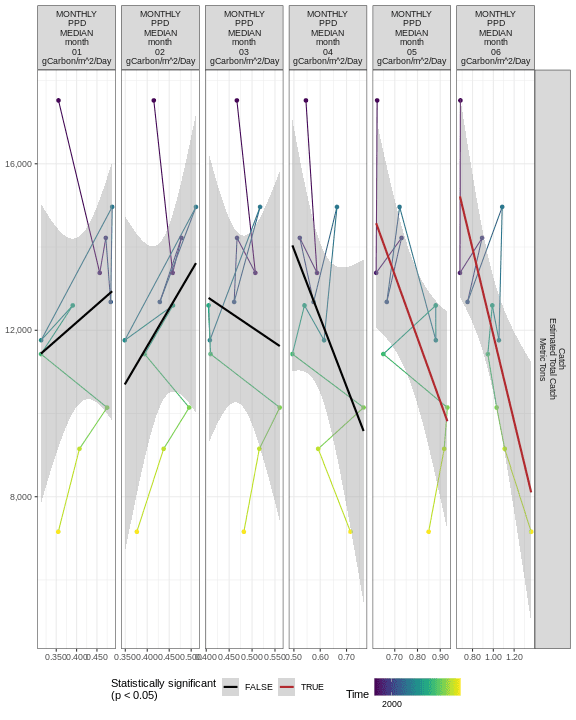 MONTHLY
PPD
MEDIAN
month
01
gCarbon/m^2/Day
MONTHLY
PPD
MEDIAN
month
02
gCarbon/m^2/Day
MONTHLY
PPD
MEDIAN
month
03
gCarbon/m^2/Day
MONTHLY
PPD
MEDIAN
month
04
gCarbon/m^2/Day
MONTHLY
PPD
MEDIAN
month
05
gCarbon/m^2/Day
MONTHLY
PPD
MEDIAN
month
06
gCarbon/m^2/Day
16,000
12,000
8,000
Catch
Estimated Total Catch
Metric Tons
0.350 0.400 0.450
0.350 0.400 0.450 0.500
0.400 0.450 0.500 0.550
0.50 0.60 0.70
0.70 0.80 0.90
0.80 1.00 1.20
Statistically significant
(p < 0.05)
FALSE
TRUE
Time
2000